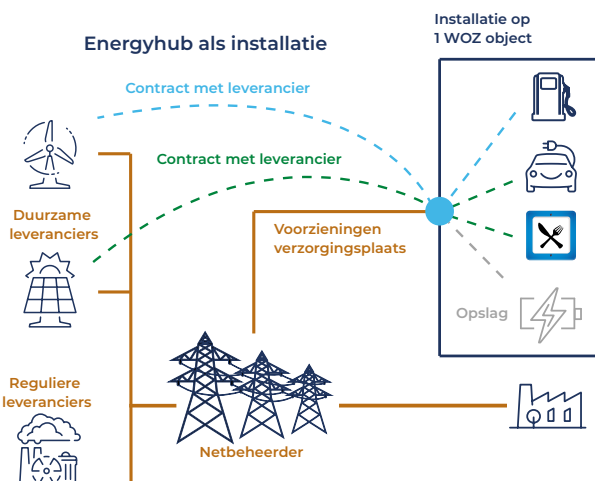 Installatie op
1 WOZ object
Energyhub als installatie
Contract met leverancier
Contract met leverancier
Duurzame
leveranciers
Voorzieningen
verzorgingsplaats
Opslag
Reguliere
leveranciers
Netbeheerder